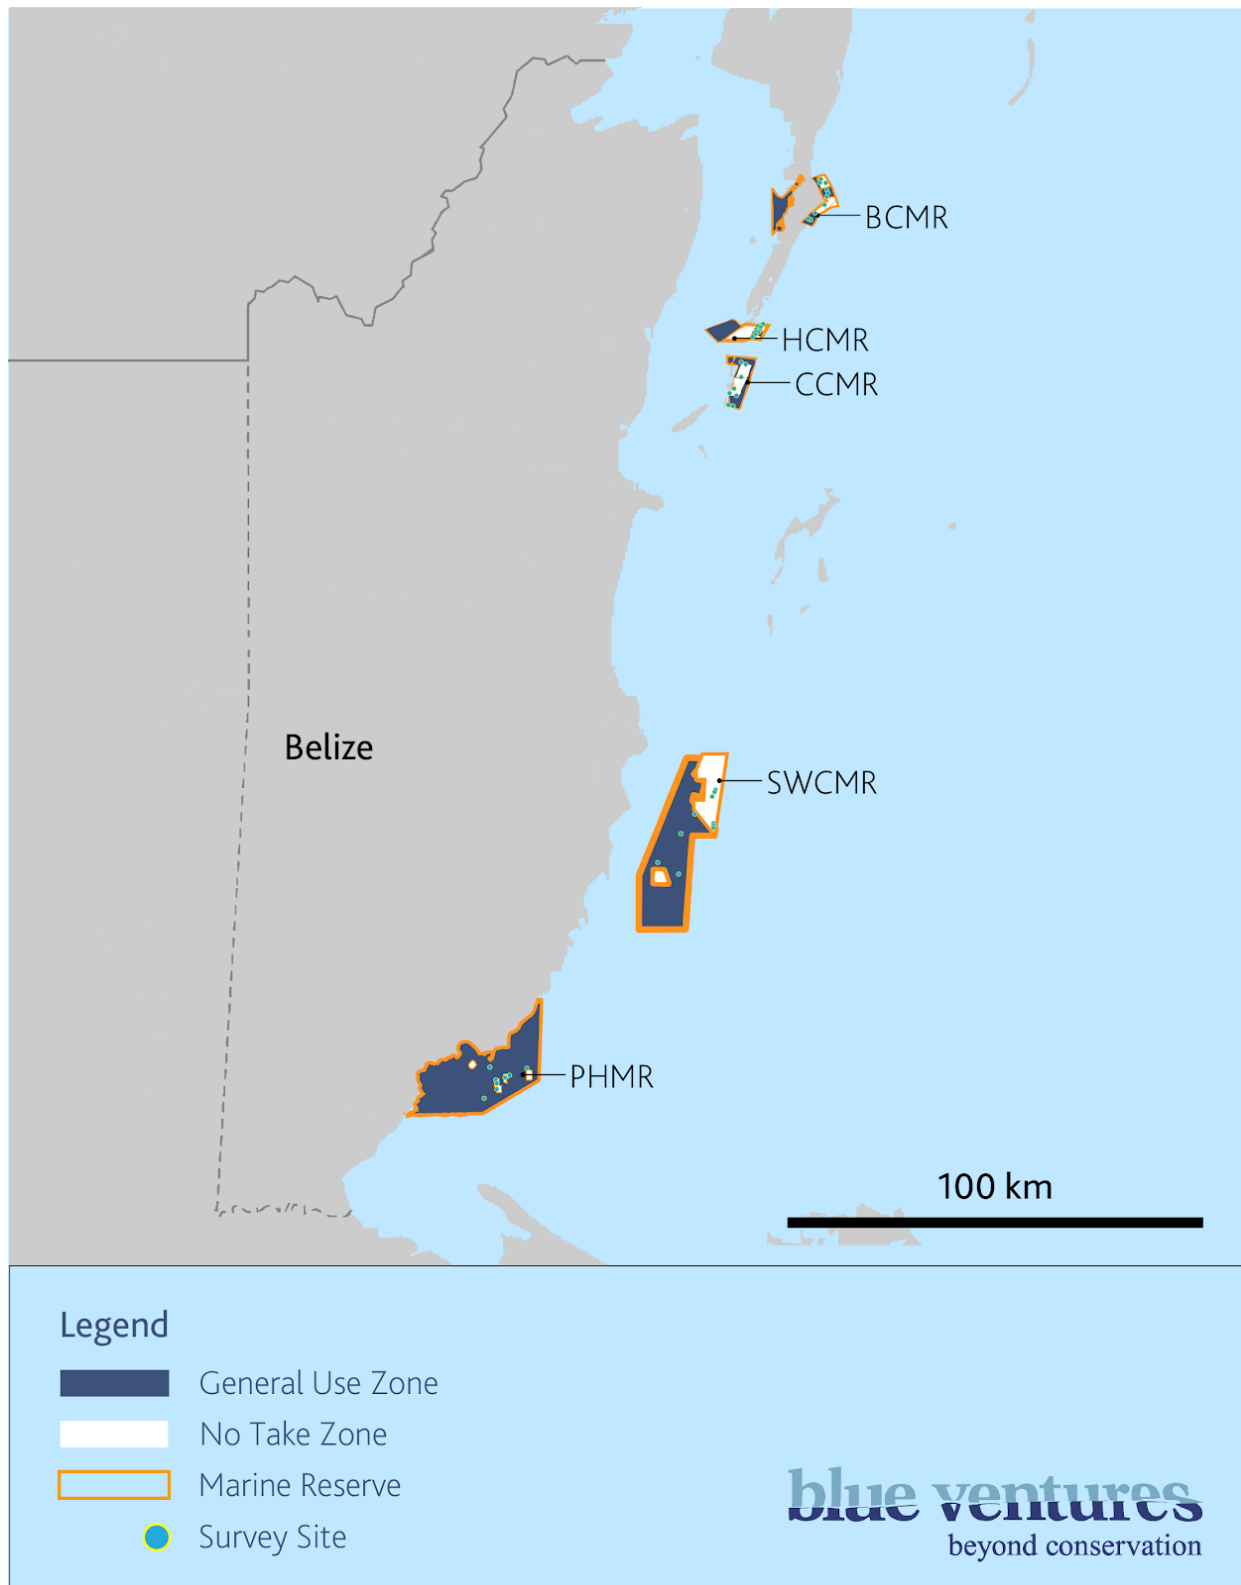 BCMR
HCMR
CCMR
Belize
SWCMR
PHMR
100 km
Legend
General Use Zone
No Take Zone
Marine Reserve
Survey Site
blue ventures
beyond conservation